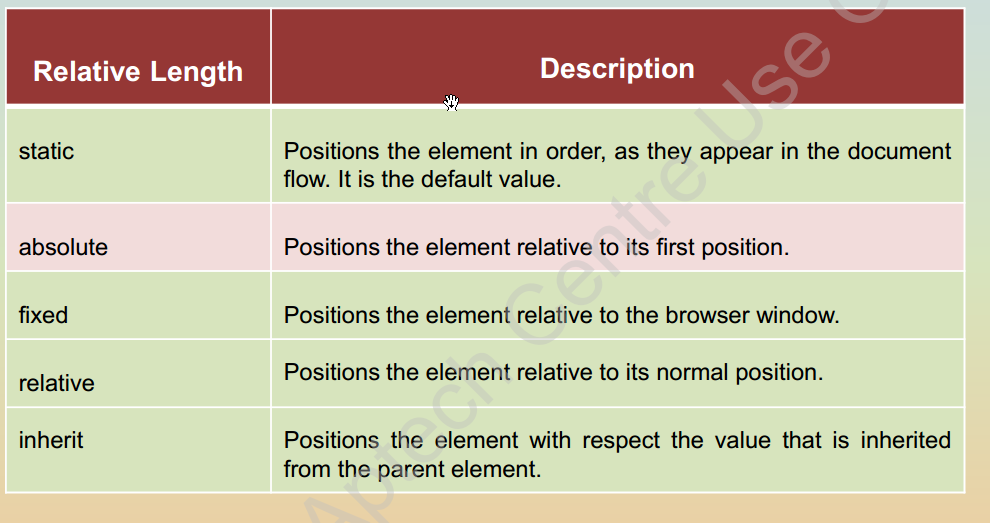 Relative Length
Description
static
Positions the element in order, as they appear in the document
flow. It is the default value.
absolute
Positions the element relative to its first position.
fixed
Positions the element relative to the browser window.
relative
Positions the element relative to its normal position.
inherit
Positions the element with respect the value that is inherited
from the parent element.
Aptech Centre Use